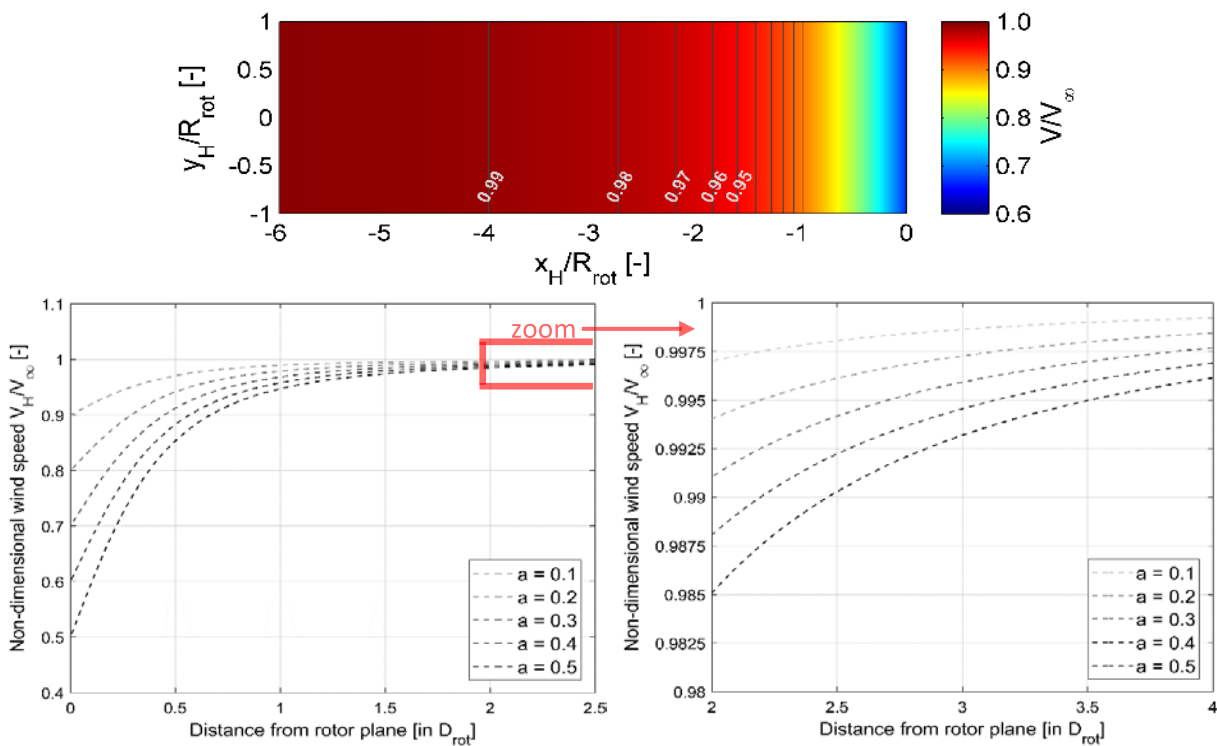 1
0.5
0
-0.5
-1
y_H/R_rot [-]
0.99
0.98
0.97
0.96
0.95
-6
-5
-4
-3
-2
-1
0
x_H/R_rot [-]
1.0
0.9
0.8
0.7
0.6
V/V_∞
1.1
1
0.9
0.8
0.7
0.6
0.5
0.4
Non-dimensional wind speed V_H/V_∞ [-]
zoom
a = 0.1
a = 0.2
a = 0.3
a = 0.4
a = 0.5
0
0.5
1
1.5
2
2.5
Distance from rotor plane [in D_rot]
1
0.9975
0.995
0.9925
0.99
0.9875
0.985
0.9825
0.98
Non-dimensional wind speed V_H/V_∞ [-]
a = 0.1
a = 0.2
a = 0.3
a = 0.4
a = 0.5
2
2.5
3
3.5
4
Distance from rotor plane [in D_rot]